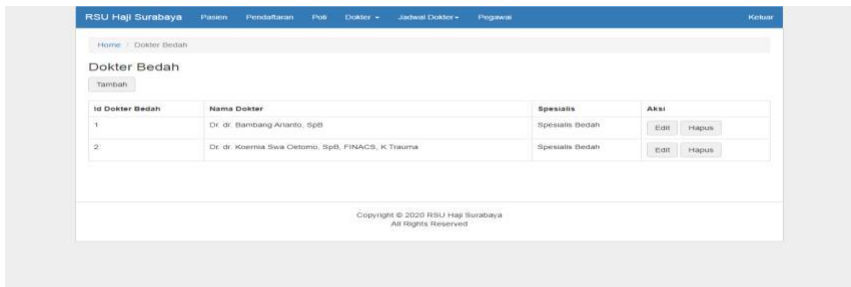 RSU Haji Surabaya Pasien Pendaftaran Poli Dokter Jadwal Dokter Pegawai Keluar
Home / Dokter Bedah
Dokter Bedah
Tambah
Id Dokter Bedah Nama Dokter Spesialis Aksi
1 Dr. dr. Bambang Arianto, SpB Spesialis Bedah Edit Hapus
2 Dr. dr. Koernia Swa Oetomo, SpB, FINACS, K.Trauma Spesialis Bedah Edit Hapus
Copyright © 2020 RSU Haji Surabaya
All Rights Reserved